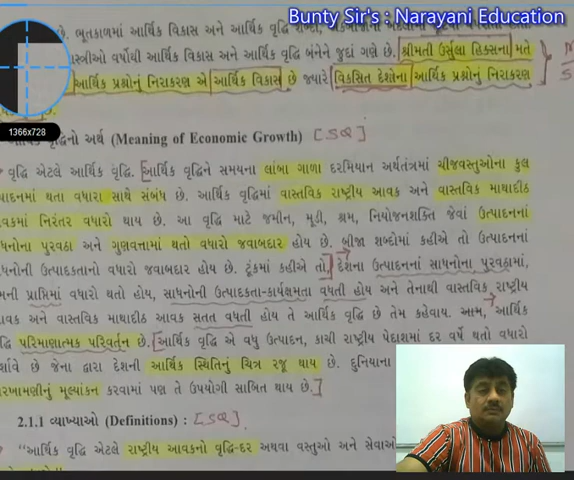 Bunty Sir's : Narayani Education
છે. ભૂતકાળમાં આર્થિક વિકાસ અને આર્થિક વૃદ્ધિ
વર્ષોથી આર્થિક વિકાસ અને આર્થિક વૃદ્ધિ બંનેને જુદાં ગણે છે. શ્રીમતી ઉર્સુલા હિક્સના મતે
આર્થિક પ્રશ્નોનું નિરાકરણ એ આર્થિક વિકાસ છે જ્યારે વિકસિત દેશોના આર્થિક પ્રશ્નોનું નિરાકરણ
1366x728
વૃદ્ધિનો અર્થ (Meaning of Economic Growth) [SQ]
વૃદ્ધિ એટલે આર્થિક વૃદ્ધિ. [આર્થિક વૃદ્ધિને સમયના લાંબા ગાળા દરમિયાન અર્થતંત્રમાં ચીજવસ્તુઓના કુલ
થતા વધારા સાથે સંબંધ છે. આર્થિક વૃદ્ધિમાં વાસ્તવિક રાષ્ટ્રીય આવક અને વાસ્તવિક માથાદીઠ
નિરંતર વધારો થાય છે. આ વૃદ્ધિ માટે જમીન, મૂડી, શ્રમ, નિયોજનશક્તિ જેવાં ઉત્પાદનનાં
પુરવઠા અને ગુણવત્તામાં થતો વધારો જવાબદાર હોય છે. બીજા શબ્દોમાં કહીએ તો ઉત્પાદનનાં
ઉત્પાદકતાનો વધારો જવાબદાર હોય છે. ટૂંકમાં કહીએ તો,] દેશના ઉત્પાદનનાં સાધનોના પુરવઠામાં,
પ્રાપ્તિમાં વધારો થતો હોય, સાધનોની ઉત્પાદકતા-કાર્યક્ષમતા વધતી હોય અને તેનાથી વાસ્તવિક રાષ્ટ્રીય
અને વાસ્તવિક માથાદીઠ આવક સતત વધતી હોય તે આર્થિક વૃદ્ધિ છે તેમ કહેવાય. આમ, આર્થિક
પરિમાણાત્મક પરિવર્તન છે. [આર્થિક વૃદ્ધિ એ વધુ ઉત્પાદન, કાચી રાષ્ટ્રીય પેદાશમાં દર વર્ષે થતો વધારો
છે જેના દ્વારા દેશની આર્થિક સ્થિતિનું ચિત્ર રજૂ થાય છે. દુનિયાના
મૂલ્યાંકન કરવામાં પણ તે ઉપયોગી સાબિત થાય છે.]
2.1.1 વ્યાખ્યાઓ (Definitions) : [SQ]
“આર્થિક વૃદ્ધિ એટલે રાષ્ટ્રીય આવકનો વૃદ્ધિ-દર અથવા વસ્તુઓ અને સેવાઓ